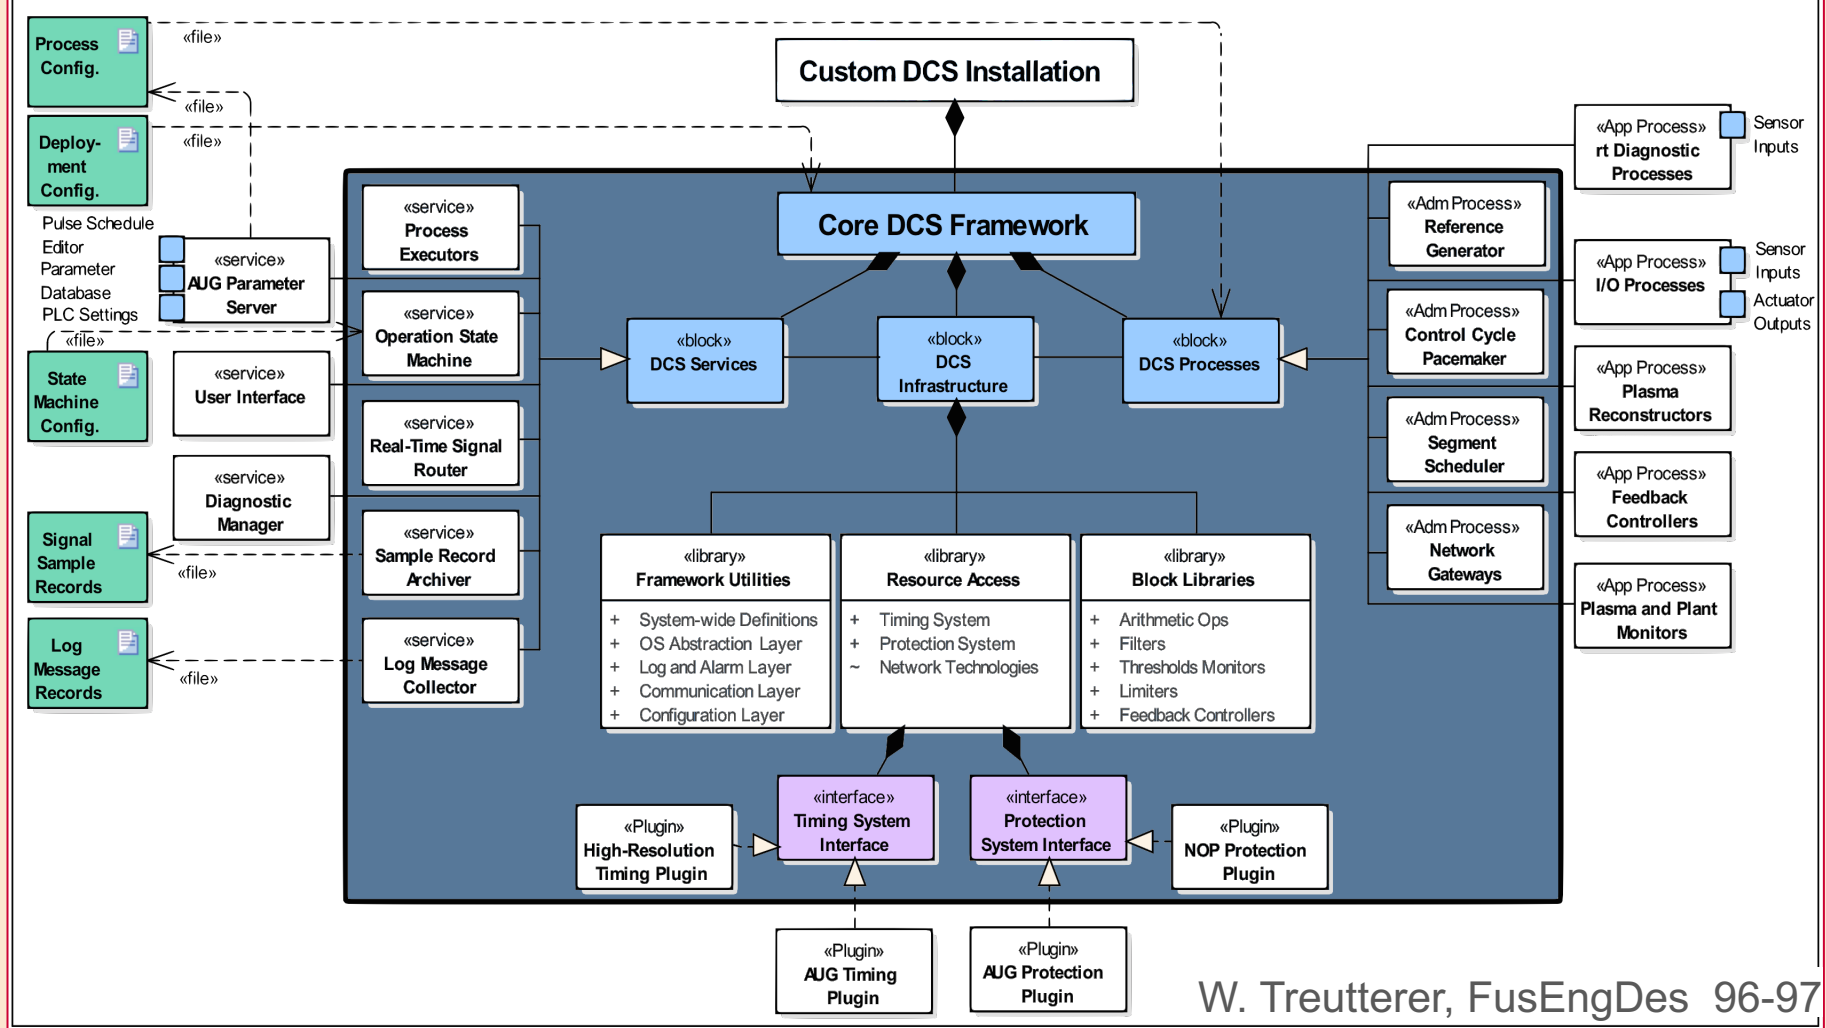 Process
Config.
«file»
«file»
Custom DCS Installation
Deploy-
ment
Config.
«file»
Pulse Schedule
Editor
Parameter
Database
PLC Settings
«service»
AUG Parameter
Server
«file»
State
Machine
Config.
«service»
User Interface
«service»
Diagnostic
Manager
Signal
Sample
Records
«file»
Log
Message
Records
«file»
«service»
Process
Executors
«service»
Operation State
Machine
«service»
Real-Time Signal
Router
«service»
Sample Record
Archiver
«service»
Log Message
Collector
Core DCS Framework
«block»
DCS Services
«block»
DCS
Infrastructure
«block»
DCS Processes
«library»
Framework Utilities
+ System-wide Definitions
+ OS Abstraction Layer
+ Log and Alarm Layer
+ Communication Layer
+ Configuration Layer
«library»
Resource Access
+ Timing System
+ Protection System
~ Network Technologies
«library»
Block Libraries
+ Arithmetic Ops
+ Filters
+ Thresholds Monitors
+ Limiters
+ Feedback Controllers
«interface»
Timing System
Interface
«interface»
Protection
System Interface
«Plugin»
High-Resolution
Timing Plugin
«Plugin»
NOP Protection
Plugin
«Plugin»
AUG Timing
Plugin
«Plugin»
AUG Protection
Plugin
«Adm Process»
Reference
Generator
«Adm Process»
Control Cycle
Pacemaker
«Adm Process»
Segment
Scheduler
«Adm Process»
Network
Gateways
«App Process»
rt Diagnostic
Processes
Sensor
Inputs
«App Process»
I/O Processes
Sensor
Inputs
Actuator
Outputs
«App Process»
Plasma
Reconstructors
«App Process»
Feedback
Controllers
«App Process»
Plasma and Plant
Monitors
W. Treutterer, FusEngDes 96-97